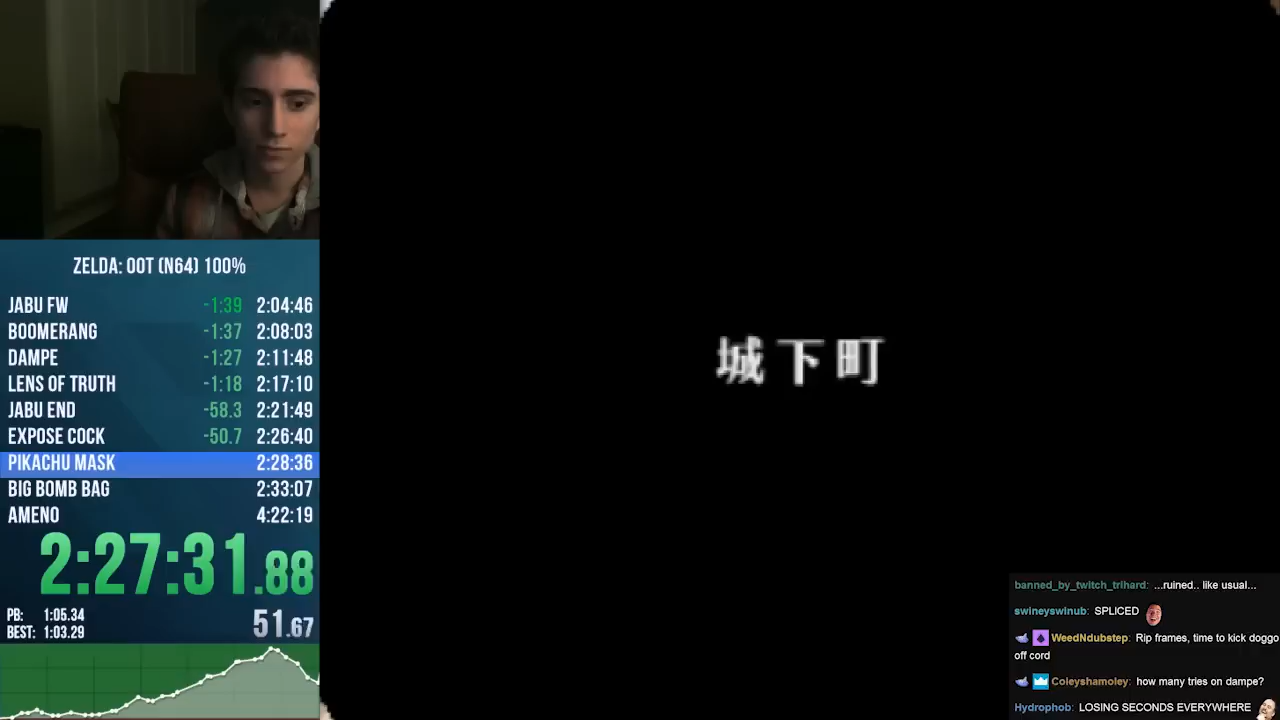 ZELDA: OOT (N64) 100%
JABU FW -1:39 2:04:46
BOOMERANG -1:37 2:08:03
DAMPE -1:27 2:11:48
LENS OF TRUTH -1:18 2:17:10
JABU END -58.3 2:21:49
EXPOSE COCK -50.7 2:26:40
PIKACHU MASK 2:28:36
BIG BOMB BAG 2:33:07
AMENO 4:22:19
2:27:31.88
PB: 1:05.34
BEST: 1:03.29
51.67
城下町
banned_by_twitch_trihard: ...ruined.. like usual...
swineyswinub: SPLICED
WeedNdubstep: Rip frames, time to kick doggo
off cord
Coleyshamoley: how many tries on dampe?
Hydrophob: LOSING SECONDS EVERYWHERE